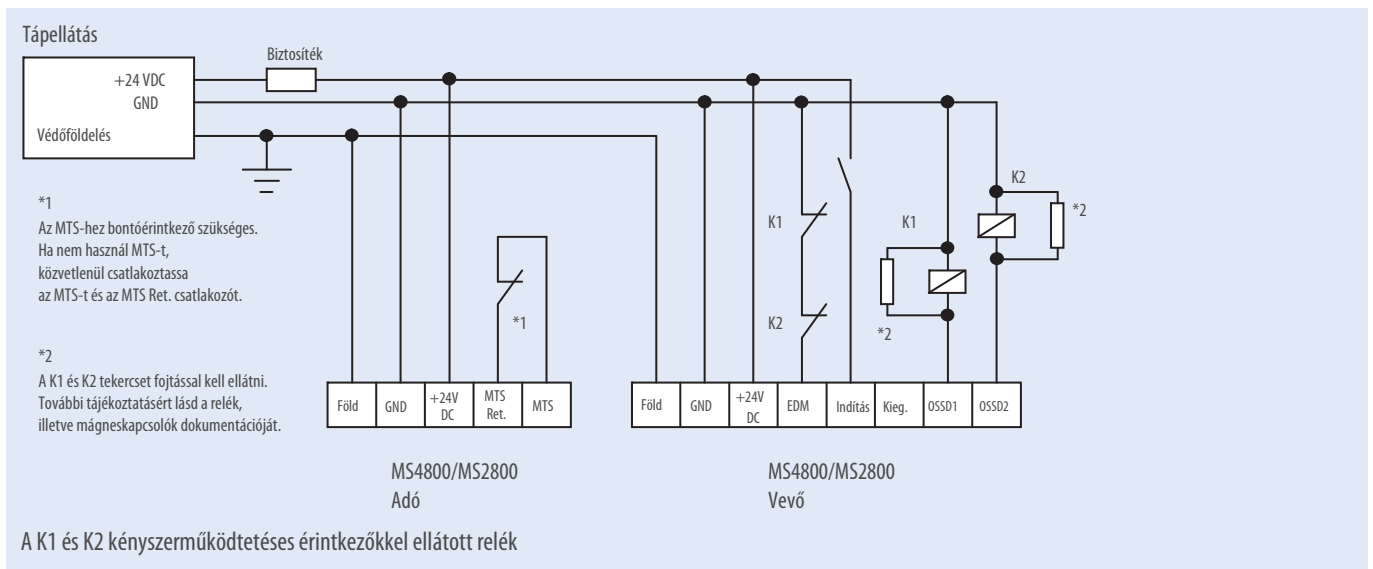 Tápellátás
Biztosíték
+24 VDC
GND
Védőföldelés
*1
Az MTS-hez bontóérintkező szükséges.
Ha nem használ MTS-t,
közvetlenül csatlakoztassa
az MTS-t és az MTS Ret. csatlakozót.
*2
A K1 és K2 tekercset fojtással kell ellátni.
További tájékoztatásért lásd a relék,
illetve mágneskapcsolók dokumentációját.
*1
K1
K2
K1
*2
K2
*2
Föld
GND
+24V
DC
MTS
Ret.
MTS
Föld
GND
+24V
DC
EDM
Indítás
Kieg.
OSSD1
OSSD2
MS4800/MS2800
Adó
MS4800/MS2800
Vevő
A K1 és K2 kényszerműködtetéses érintkezőkkel ellátott relék